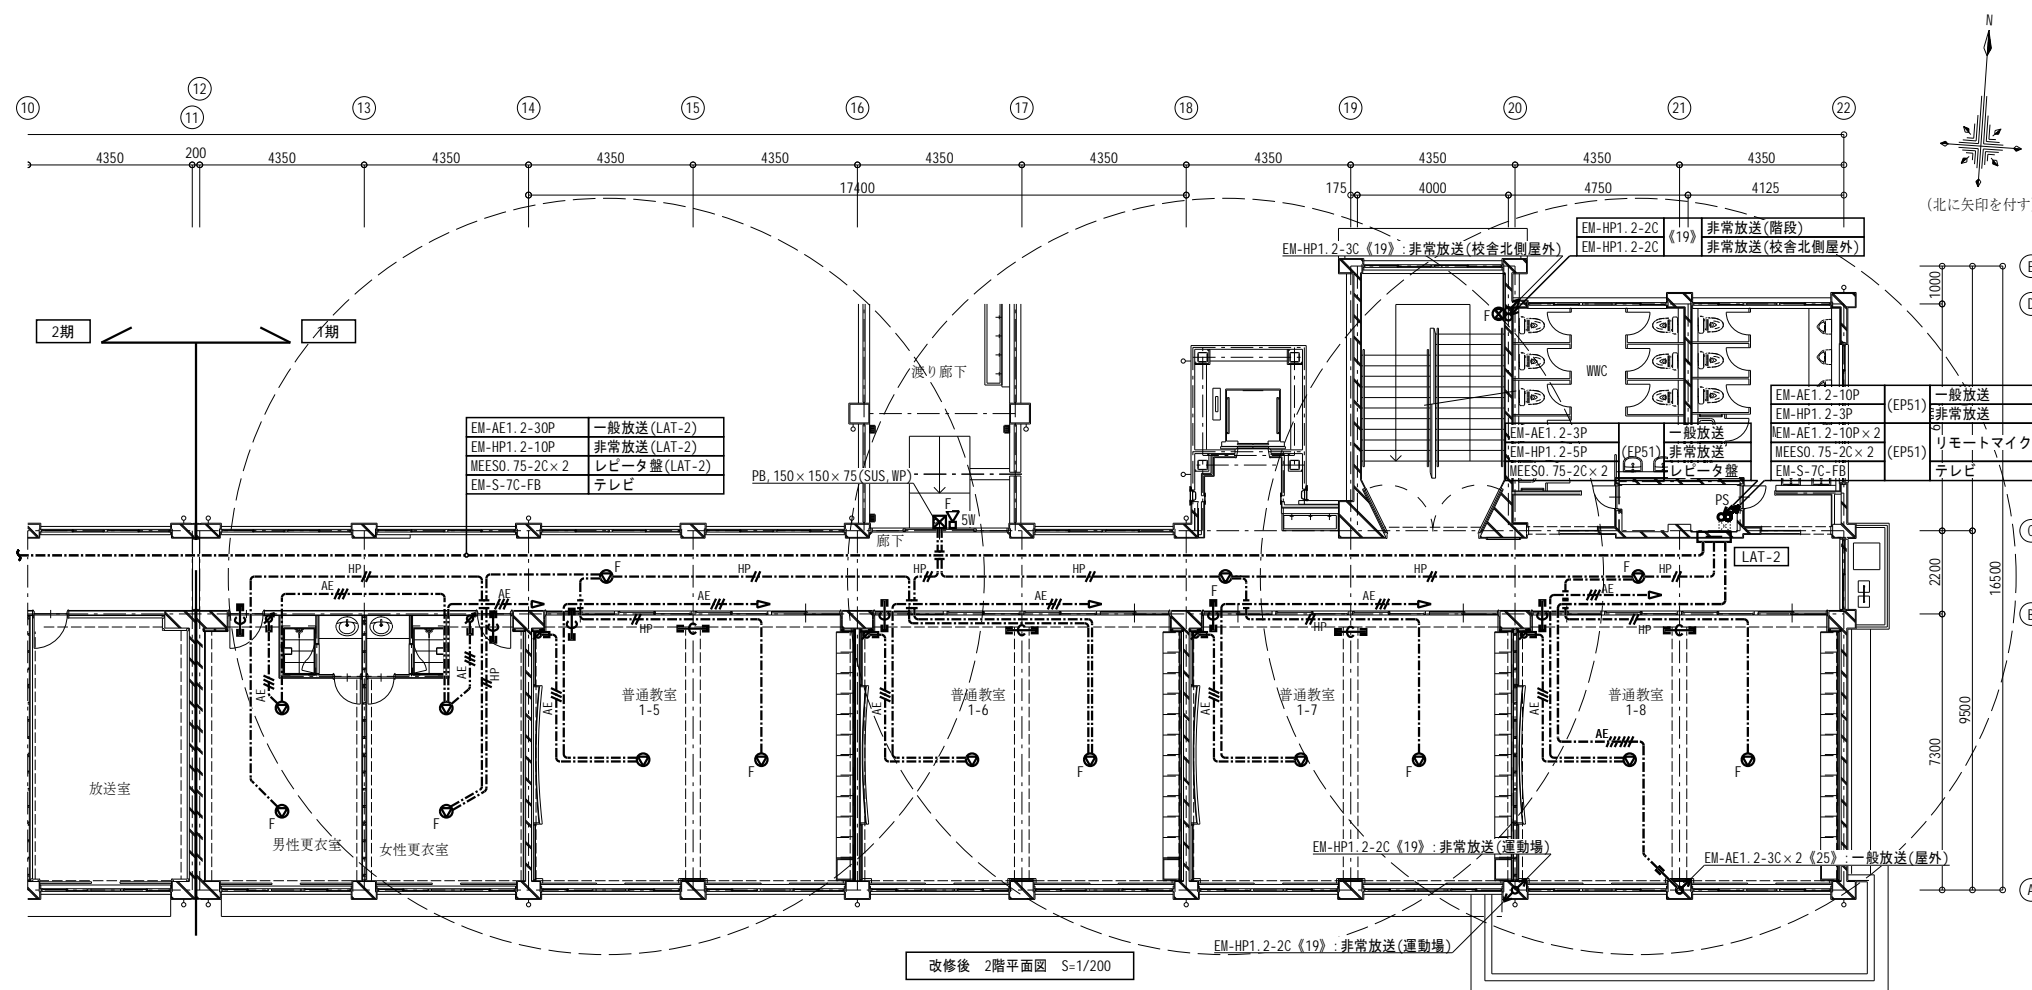 N
(北に矢印を付す
10
11
12
13
14
15
16
17
18
19
20
21
22
4350
200
4350
4350
4350
4350
4350
4350
4350
4350
4350
4350
17400
175
4000
4750
4125
EM-HP1.2-2C
EM-HP1.2-2C
《19》
非常放送(階段)
非常放送(校舎北側屋外)
EM-HP1.2-3C《19》:非常放送(校舎北側屋外)
2期
1期
1000
2200
16500
7300
9500
渡り廊下
WWC
F
EM-AE1.2-30P 一般放送(LAT-2)
EM-HP1.2-10P 非常放送(LAT-2)
MEES0.75-2C×2 レピータ盤(LAT-2)
EM-S-7C-FB テレビ
PB,150×150×75(SUS,WP)
F
5W
廊下
EM-AE1.2-10P
EM-HP1.2-3P
(EP51)
一般放送
非常放送
EM-AE1.2-10P×2
MEES0.75-2C×2
(EP51)
リモートマイク
EM-S-7C-FB
テレビ
EM-AE1.2-3P
EM-HP1.2-5P
MEES0.75-2C×2
(EP51)
一般放送
非常放送
レピータ盤
PS
LAT-2
HP
HP
HP
HP
HP
HP
F
F
F
AE
AE
AE
AE
AE
AE
HP
HP
HP
HP
AE
AE
HP
AE
AE
AE
AE
AE
放送室
男性更衣室
女性更衣室
普通教室
1-5
普通教室
1-6
普通教室
1-7
普通教室
1-8
F
F
F
F
F
F
EM-HP1.2-2C《19》:非常放送(運動場)
EM-AE1.2-3C×2《25》:一般放送(屋外)
EM-HP1.2-2C《19》:非常放送(運動場)
改修後 2階平面図 S=1/200